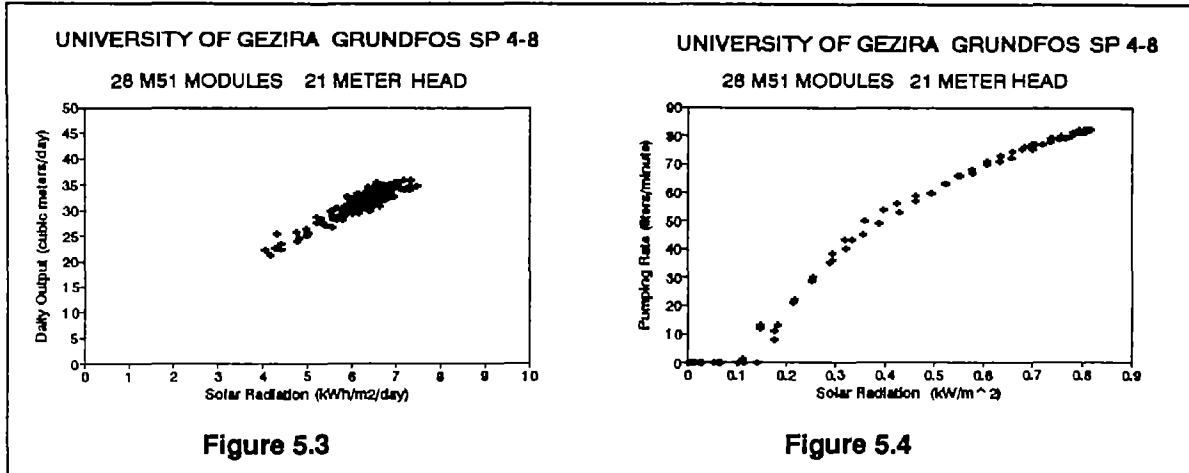 UNIVERSITY OF GEZIRA GRUNDFOS SP 4-8
28 M51 MODULES 21 METER HEAD
Daily Output (cubic meters/day)
50
45
40
35
30
25
20
15
10
5
0
0 1 2 3 4 5 6 7 8 9 10
Solar Radiation (kWh/m2/day)
Figure 5.3
UNIVERSITY OF GEZIRA GRUNDFOS SP 4-8
28 M51 MODULES 21 METER HEAD
Pumping Rate (liters/minute)
90
80
70
60
50
40
30
20
10
0
0 0.1 0.2 0.3 0.4 0.5 0.6 0.7 0.8 0.9
Solar Radiation (kW/m^2)
Figure 5.4